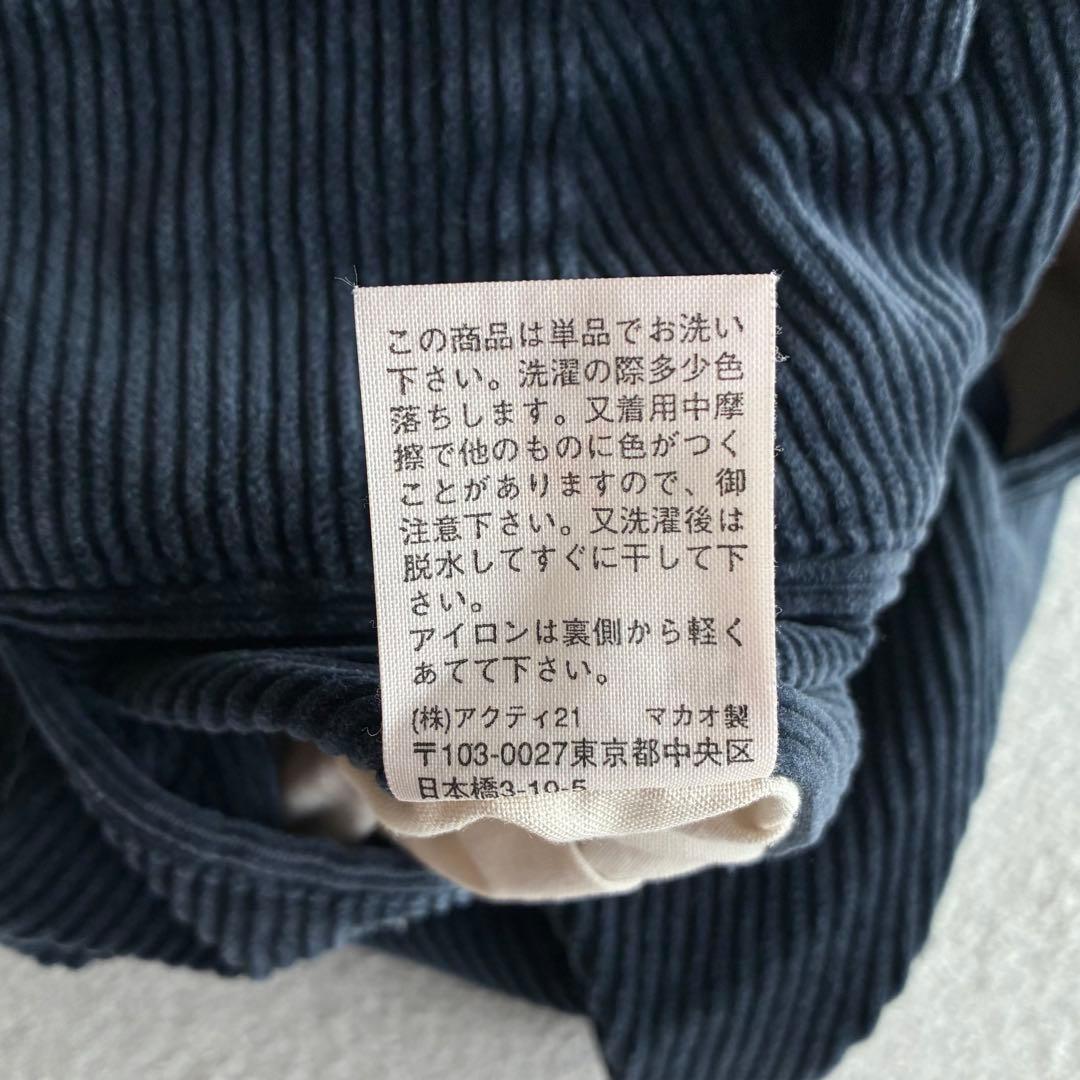 この商品は単品でお洗い
下さい。洗濯の際多少色
落ちします。又着用中摩
擦で他のものに色がつく
ことがありますので、御
注意下さい。又洗濯後は
脱水してすぐに干して下
さい。
アイロンは裏側から軽く
あてて下さい。
(株)アクティ21 マカオ製
〒103-0027東京都中央区
日本橋3-10-5